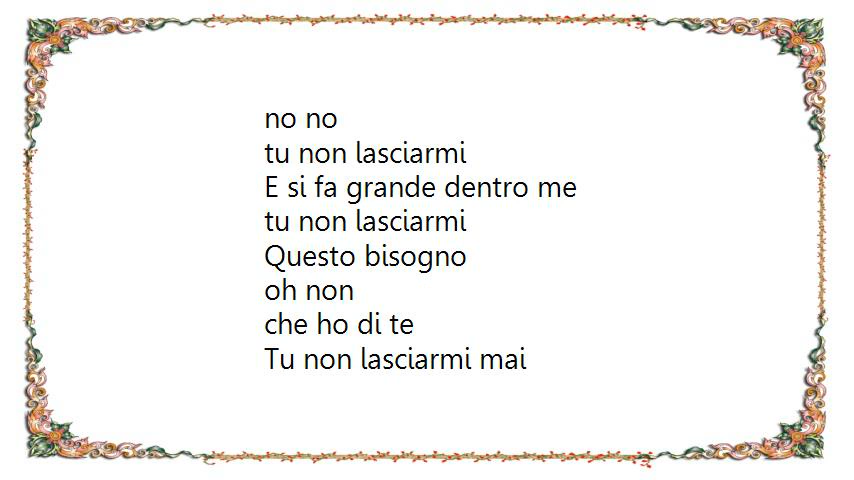 no no
tu non lasciarmi
E si fa grande dentro me
tu non lasciarmi
Questo bisogno
oh non
che ho di te
Tu non lasciarmi mai